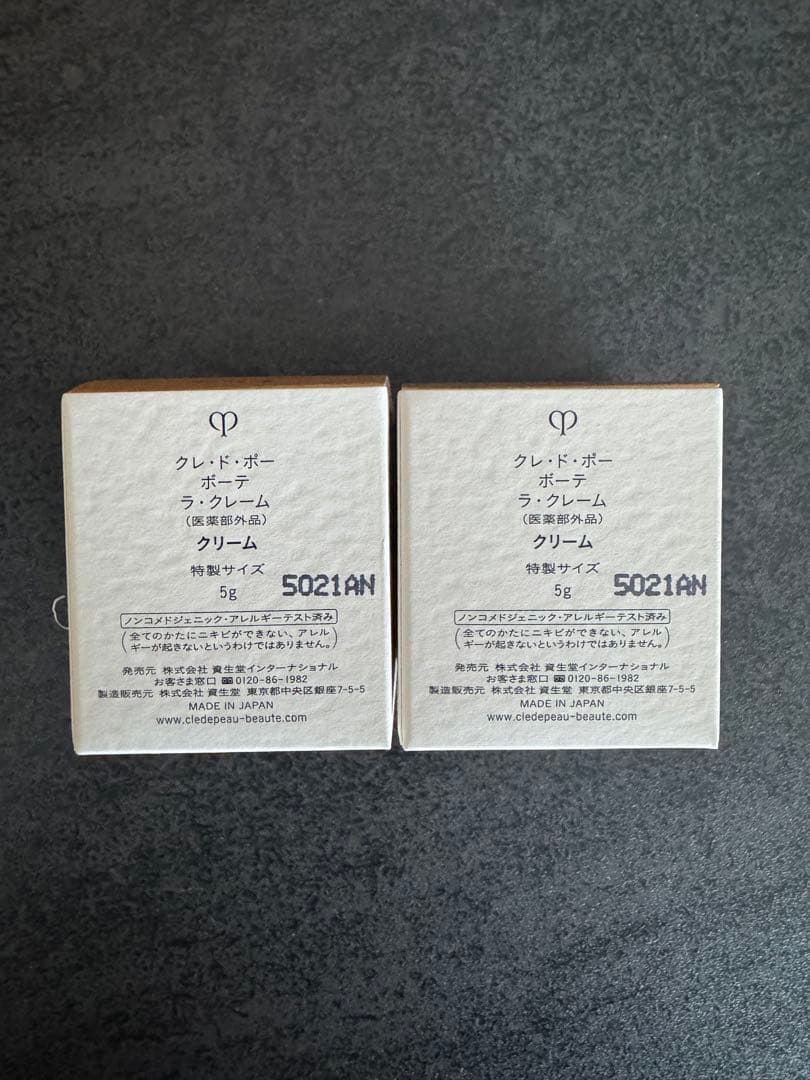 クレ・ド・ポー
ボーテ
ラ・クレーム
（医薬部外品）
クリーム
特製サイズ
5g
5021AN
ノンコメドジェニック・アレルギーテスト済み
（全てのかたにニキビができない、アレル
ギーが起きないというわけではありません。）
発売元 株式会社 資生堂インターナショナル
お客さま窓口 0120-86-1982
製造販売元 株式会社 資生堂 東京都中央区銀座7-5-5
MADE IN JAPAN
www.cledepeau-beaute.com
クレ・ド・ポー
ボーテ
ラ・クレーム
（医薬部外品）
クリーム
特製サイズ
5g
5021AN
ノンコメドジェニック・アレルギーテスト済み
（全てのかたにニキビができない、アレル
ギーが起きないというわけではありません。）
発売元 株式会社 資生堂インターナショナル
お客さま窓口 0120-86-1982
製造販売元 株式会社 資生堂 東京都中央区銀座7-5-5
MADE IN JAPAN
www.cledepeau-beaute.com